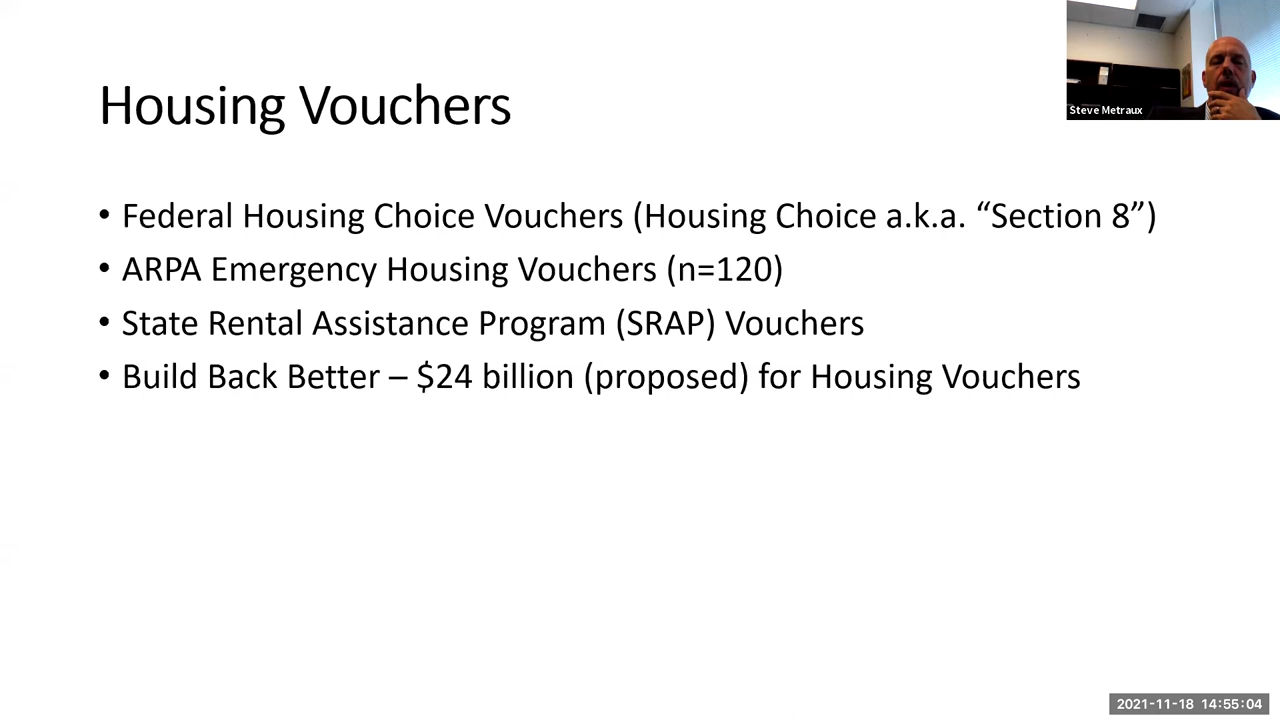 Housing Vouchers
Steve Metraux
• Federal Housing Choice Vouchers (Housing Choice a.k.a. “Section 8”)
• ARPA Emergency Housing Vouchers (n=120)
• State Rental Assistance Program (SRAP) Vouchers
• Build Back Better – $24 billion (proposed) for Housing Vouchers
2021-11-18 14:55:04